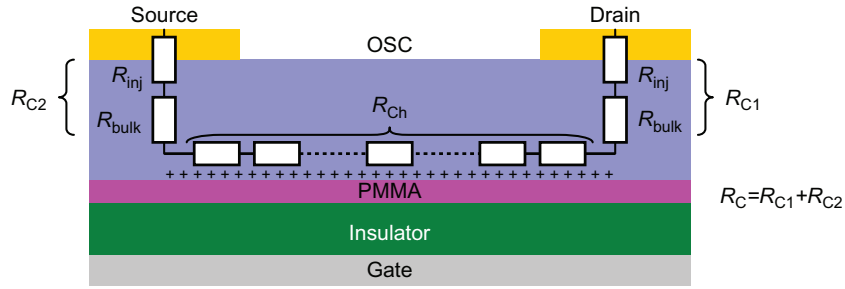 Source
Drain
OSC
R_inj
R_inj
R_C2
R_Ch
R_C1
R_bulk
R_bulk
+ + + + + + + + + + + + + + + + + + + + + + + + + + + + +
PMMA
R_C=R_C1+R_C2
Insulator
Gate